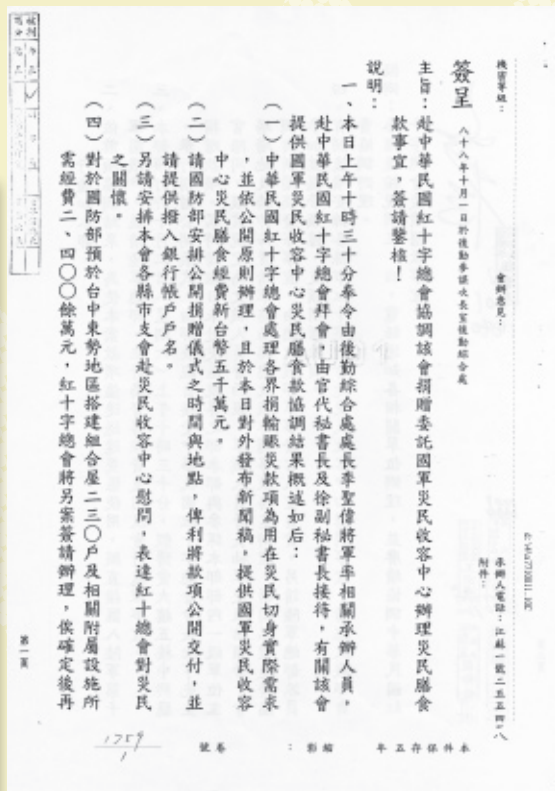 機密等級：
會辦意見：
承辦人電話：江蘇一號二五五四六八
附件：
簽呈 八十八年十月一日於後勤參謀次長室後勤綜合處
主旨：赴中華民國紅十字總會協調該會捐贈委託國軍災民收容中心辦理災民膳食
款事宜，簽請鑒核！
說明：
一、本日上午十時三十分奉令由後勤綜合處處長李聖偉將軍率相關承辦人員，
赴中華民國紅十字總會拜會，由官代秘書長及徐副秘書長接待，有關該會
提供國軍災民收容中心災民膳食款協調結果概述如后：
（一）中華民國紅十字總會處理各界捐輸賑災款項為用在災民切身實際需求
，並依公開原則辦理，且於本日對外發布新聞稿，提供國軍災民收容
中心災民膳食經費新台幣五千萬元。
（二）請國防部安排公開捐贈儀式之時間與地點，俾利將款項公開交付，並
請提供撥入銀行帳戶戶名。
（三）另請安排本會各縣市支會赴災民收容中心慰問，表達紅十總會對災民
之關懷。
（四）對於國防部預於台中東勢地區搭建組合屋二三〇戶及相關附屬設施所
需經費二、四〇〇餘萬元，紅十字總會將另案簽請辦理，俟確定後再
第一頁
本件保存五年 縮影： 卷號
1759
1